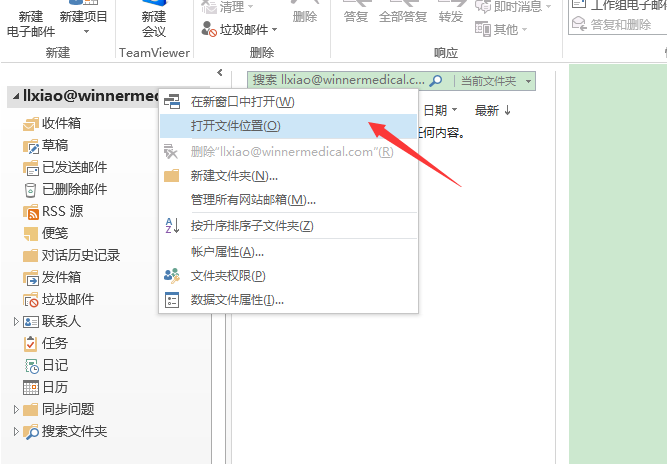 新建
电子邮件
新建项目
新建
会议
清理
垃圾邮件
删除
答复
全部答复
转发
即时消息
其他
工作组电子邮
答复和删除
新建
TeamViewer
删除
响应
搜索 llxiao@winnermedical.c...
当前文件夹
llxiao@winnerme
日期
最新
任何内容。
在新窗口中打开(W)
打开文件位置(O)
删除“llxiao@winnermedical.com”(R)
新建文件夹(N)...
管理所有网站邮箱(M)...
按升序排序子文件夹(Z)
帐户属性(A)...
文件夹权限(P)
数据文件属性(I)...
收件箱
草稿
已发送邮件
已删除邮件
RSS 源
便笺
对话历史记录
发件箱
垃圾邮件
联系人
任务
日记
日历
同步问题
搜索文件夹